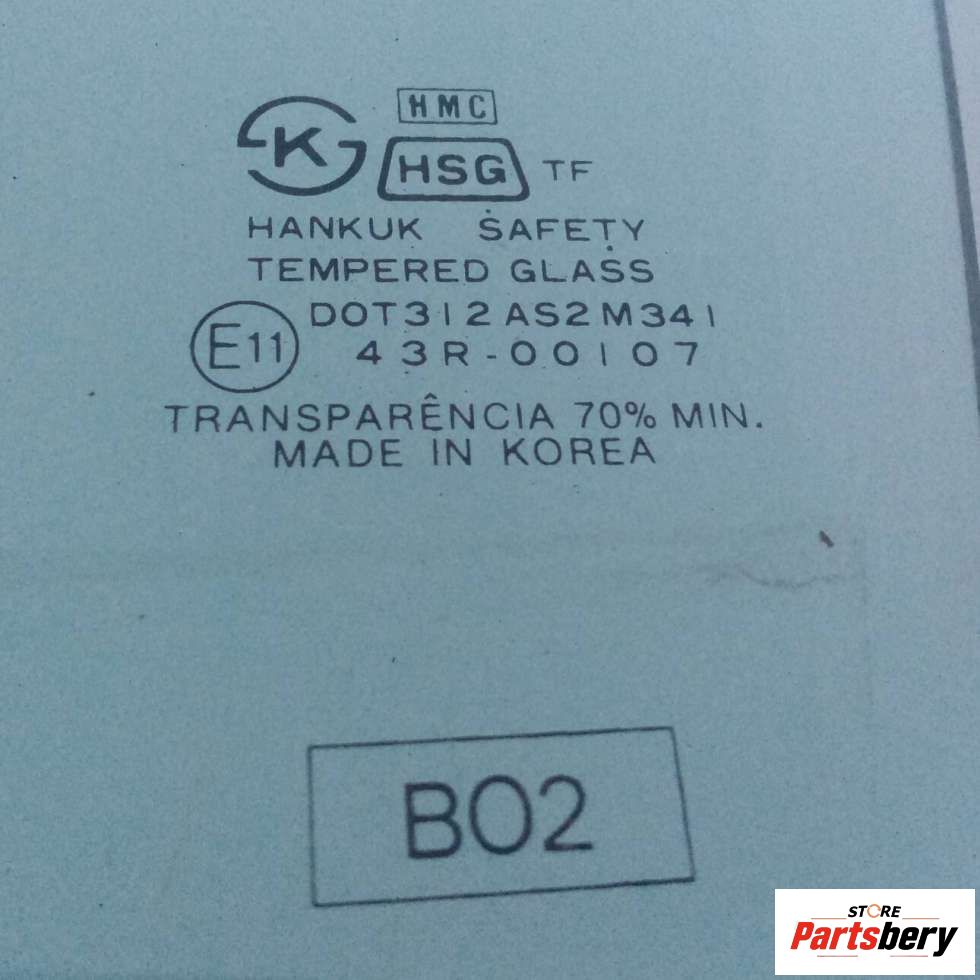 HMC
K HSG TF
HANKUK SAFETY
TEMPERED GLASS
DOT312AS2M341
E11 43R-00107
TRANSPARÊNCIA 70% MIN.
MADE IN KOREA
B02
STORE
Partsbery